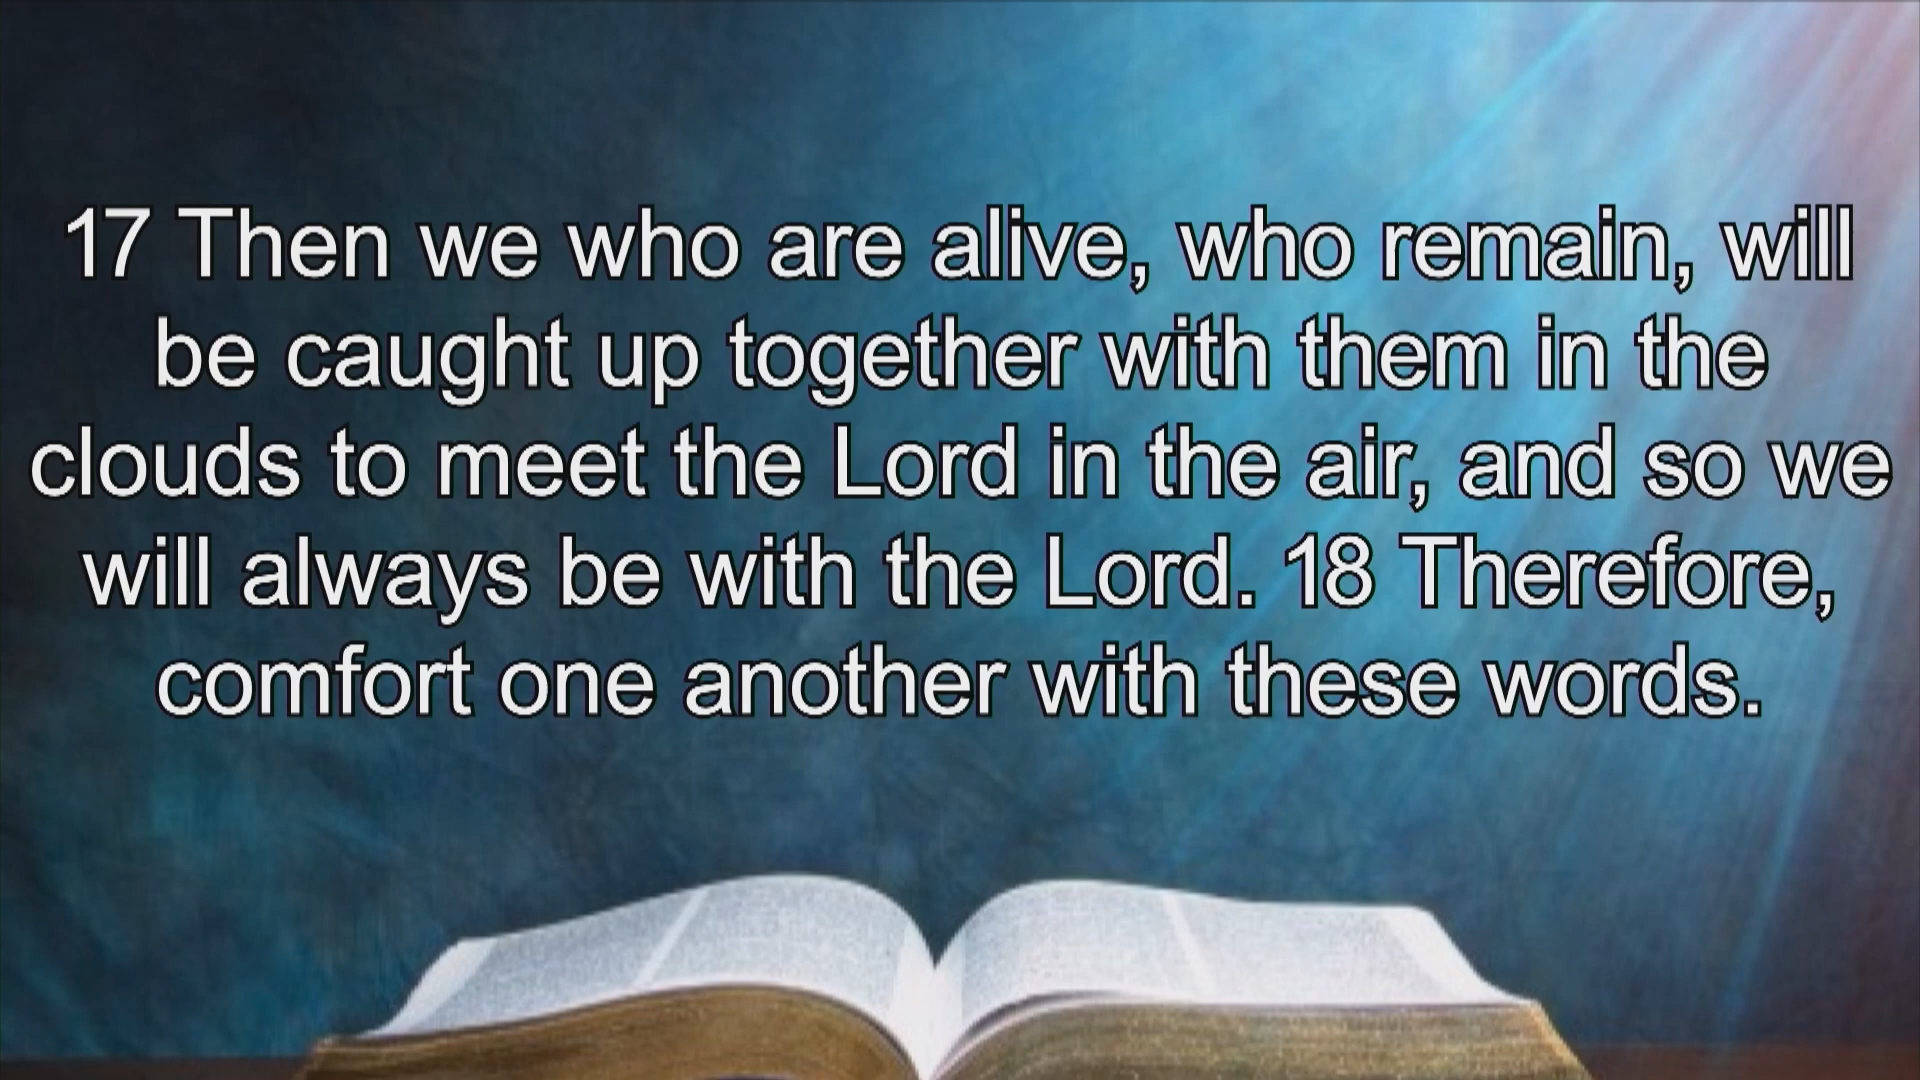 17 Then we who are alive, who remain, will
be caught up together with them in the
clouds to meet the Lord in the air, and so we
will always be with the Lord. 18 Therefore,
comfort one another with these words.